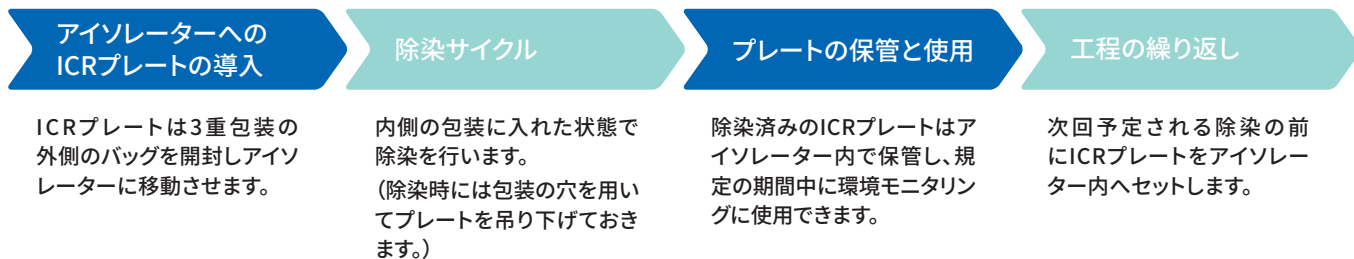 アイソレーターへの
ICRプレートの導入
ICRプレートは3重包装の
外側のバッグを開封しアイソ
レーターに移動させます。
除染サイクル
内側の包装に入れた状態で
除染を行います。
（除染時には包装の穴を用い
てプレートを吊り下げておき
ます。）
プレートの保管と使用
除染済みのICRプレートはア
イソレーター内で保管し、規
定の期間中に環境モニタリン
グに使用できます。
工程の繰り返し
次回予定される除染の前
にICRプレートをアイソレー
ター内へセットします。